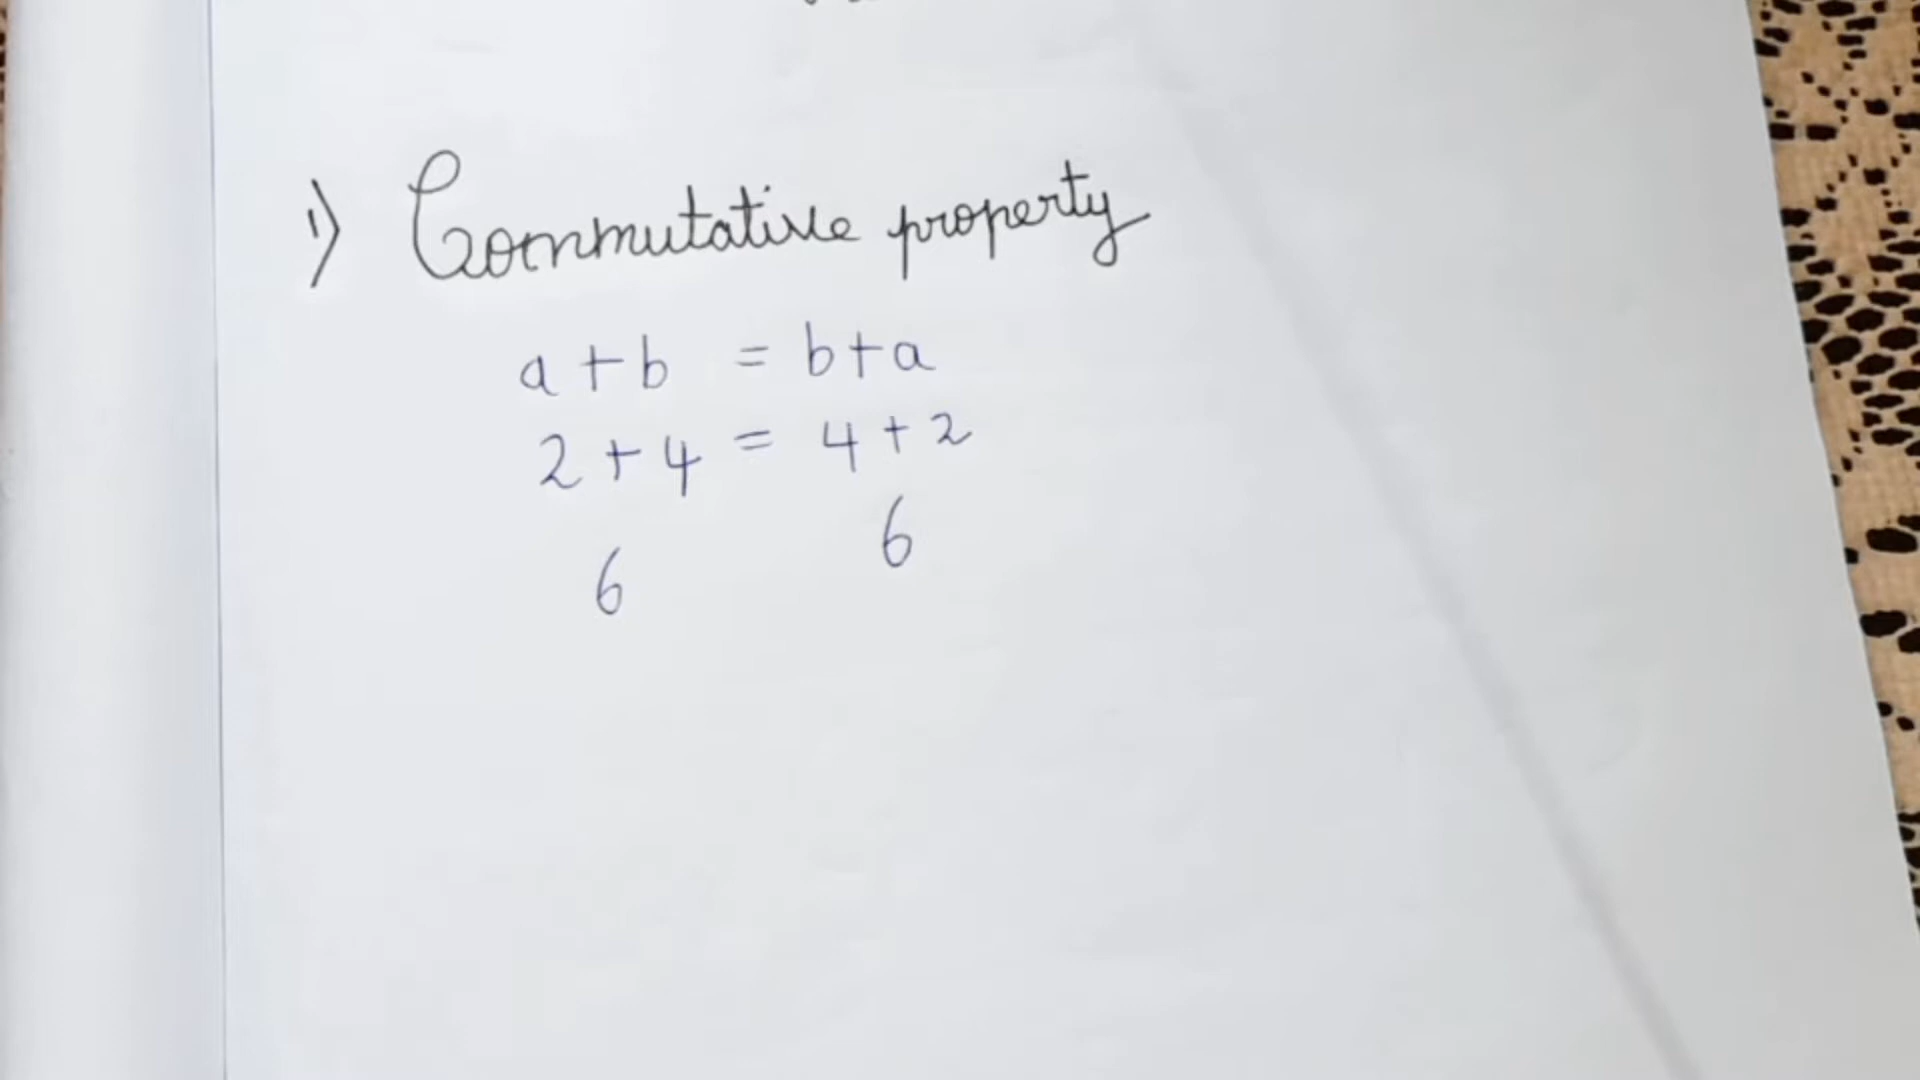 1) Commutative property
a + b = b + a
2 + 4 = 4 + 2
6 6